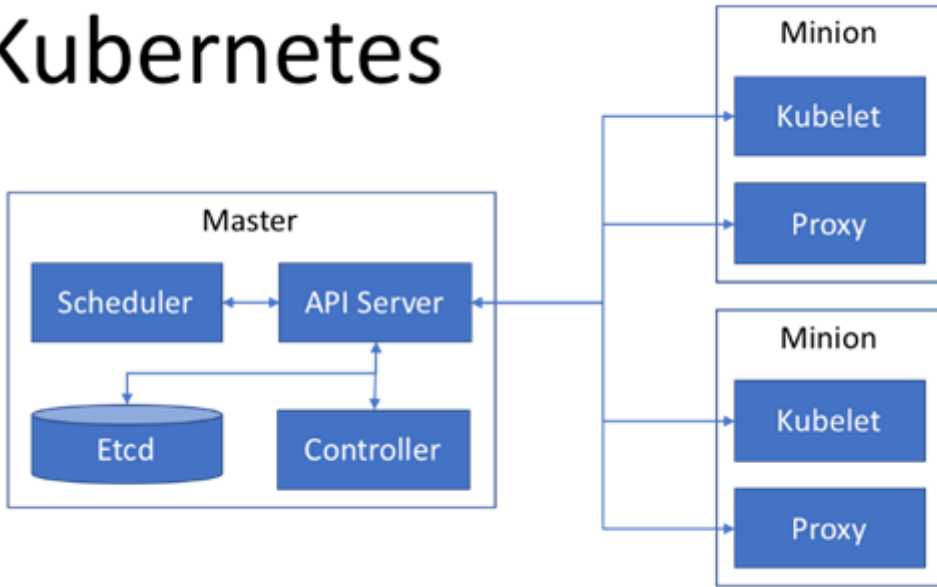 Kubernetes
Master
Scheduler
API Server
Etcd
Controller
Minion
Kubelet
Proxy
Minion
Kubelet
Proxy